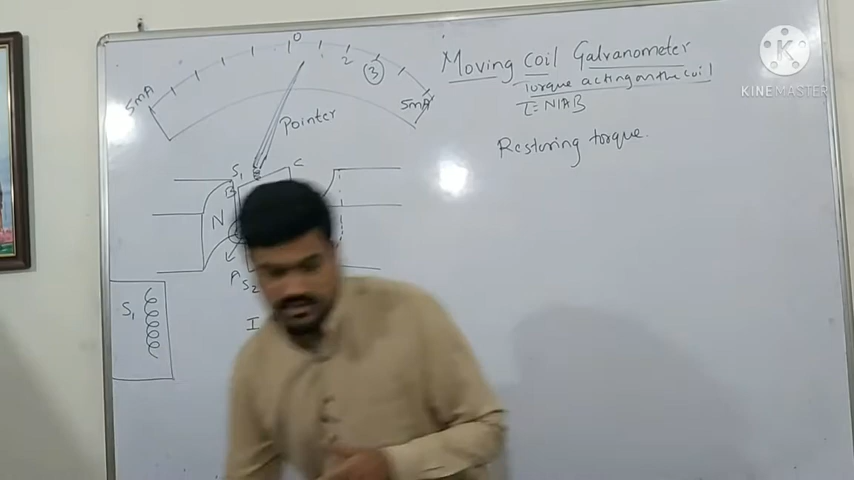 0
2
3
5mA
5mA
Pointer
Moving coil Galvanometer
Torque acting on the coil
τ=NIAB
Restoring torque.
S₁
C
B
N
A
S₂
I
S₁
KINEMASTER